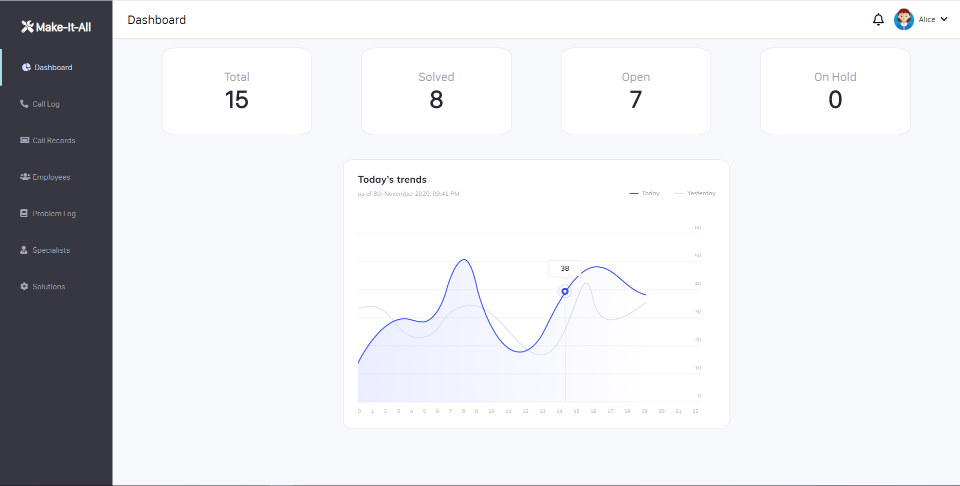 Make-It-All
Dashboard
Call Log
Call Records
Employees
Problem Log
Specialists
Solutions
Dashboard
Alice
Total
15
Solved
8
Open
7
On Hold
0
Today's trends
as of 8th November 2020, 09:41 PM
Today
Yesterday
60
50
40
30
20
10
0
38
0 1 2 3 4 5 6 7 8 9 10 11 12 13 14 15 16 17 18 19 20 21 22